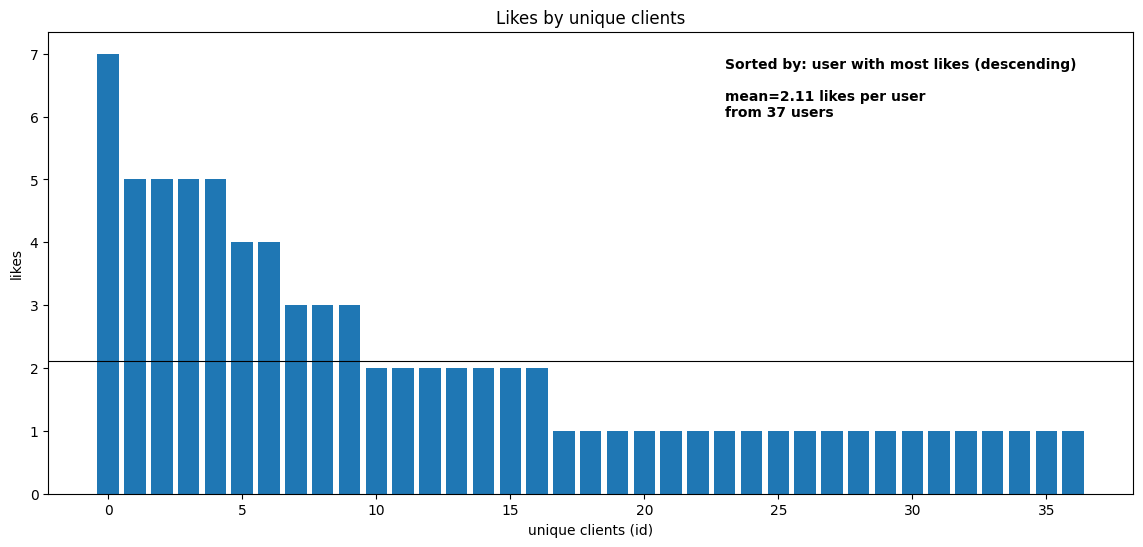 Likes by unique clients
Sorted by: user with most likes (descending)
mean=2.11 likes per user
from 37 users
7
6
5
4
3
2
1
0
likes
0 5 10 15 20 25 30 35
unique clients (id)